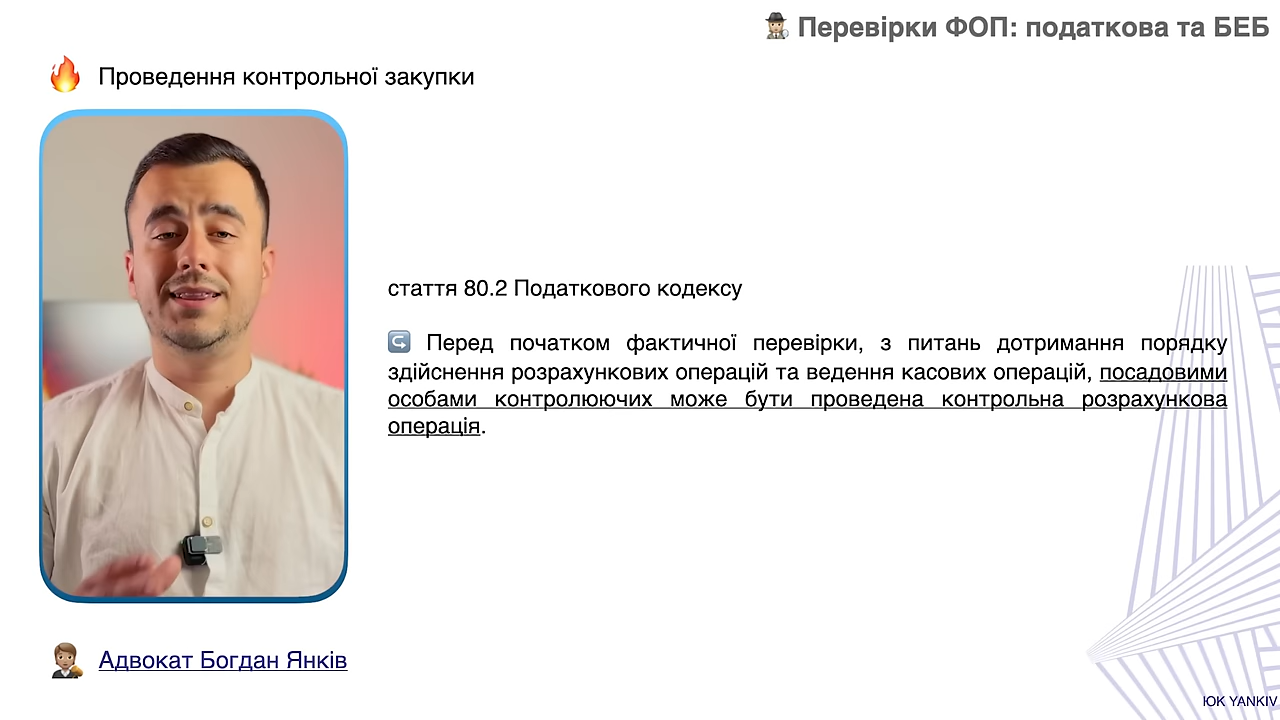 Перевірки ФОП: податкова та БЕБ
Проведення контрольної закупки
стаття 80.2 Податкового кодексу
Перед початком фактичної перевірки, з питань дотримання порядку
здійснення розрахункових операцій та ведення касових операцій, посадовими
особами контролюючих може бути проведена контрольна розрахункова
операція.
Адвокат Богдан Янків
ЮК YANKIV